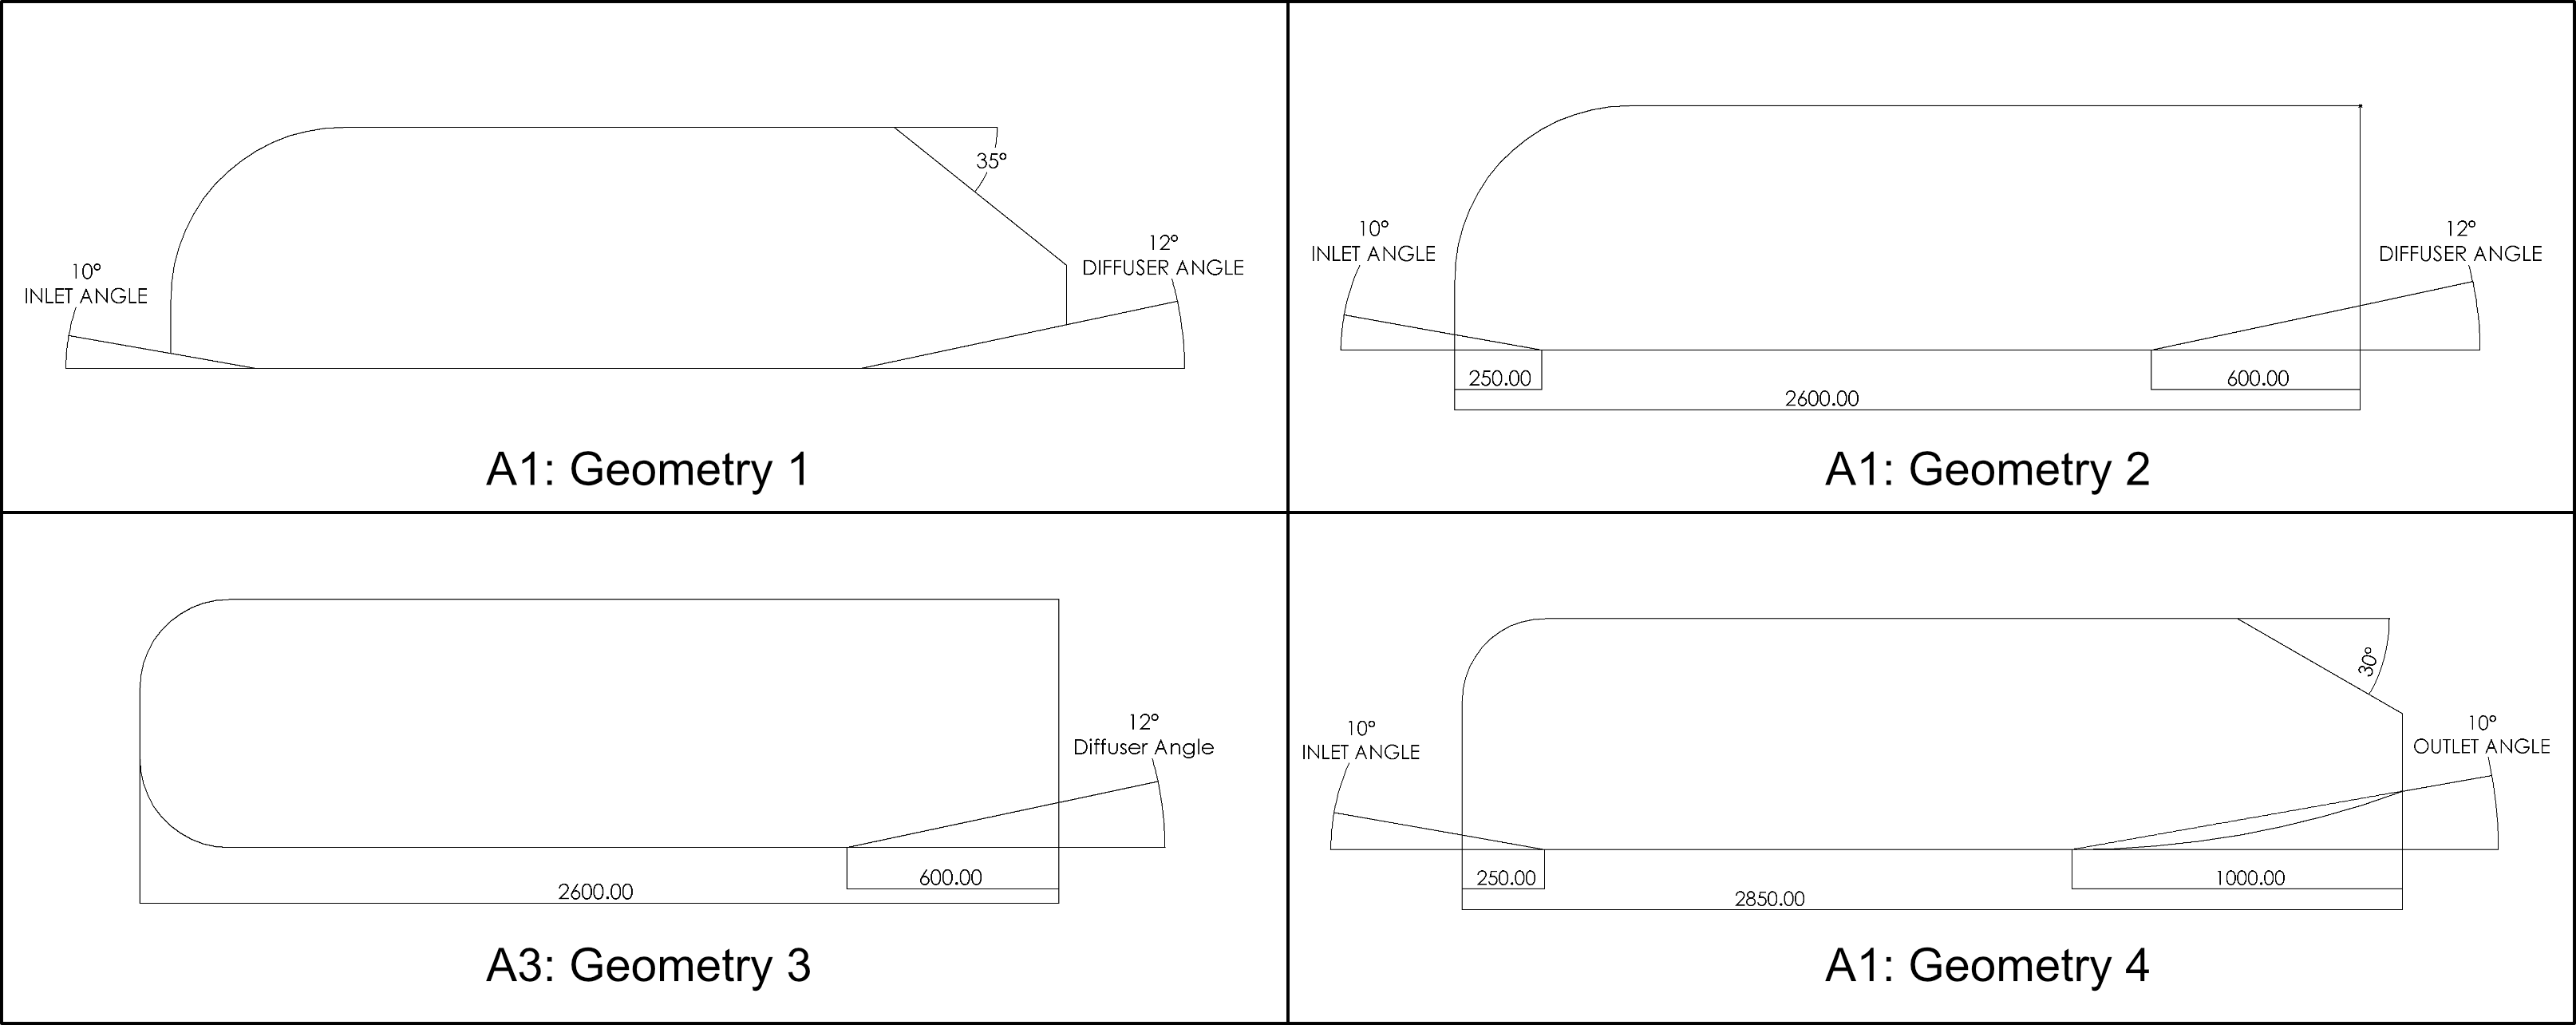 35°
10°
INLET ANGLE
12°
DIFFUSER ANGLE
A1: Geometry 1
10°
INLET ANGLE
12°
DIFFUSER ANGLE
250.00
600.00
2600.00
A1: Geometry 2
12°
Diffuser Angle
600.00
2600.00
A3: Geometry 3
30°
10°
INLET ANGLE
10°
OUTLET ANGLE
250.00
1000.00
2850.00
A1: Geometry 4